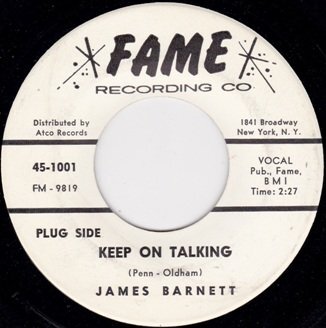 FAME
RECORDING CO
Distributed by
Atco Records
1841 Broadway
New York, N. Y.
45-1001
FM - 9819
VOCAL
Pub., Fame,
B M I
Time: 2:27
PLUG SIDE
KEEP ON TALKING
(Penn - Oldham)
JAMES BARNETT